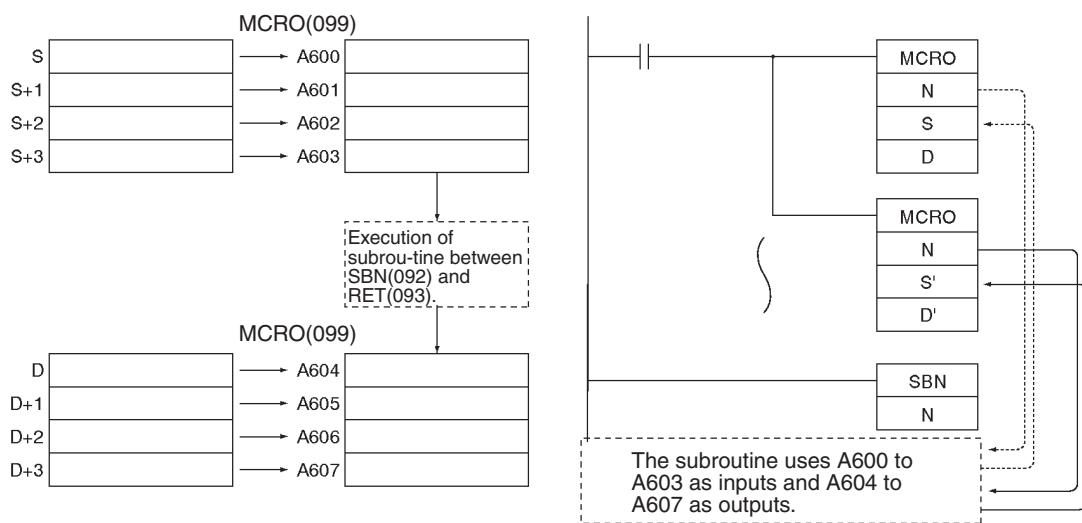 MCRO(099)
S
A600
S+1
A601
S+2
A602
S+3
A603
Execution of
subrou-tine between
SBN(092) and
RET(093).
MCRO(099)
D
A604
D+1
A605
D+2
A606
D+3
A607
MCRO
N
S
D
MCRO
N
S'
D'
SBN
N
The subroutine uses A600 to
A603 as inputs and A604 to
A607 as outputs.